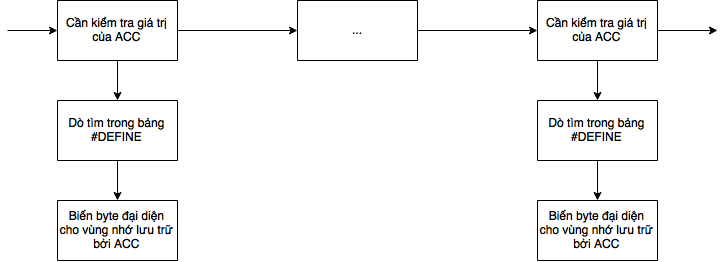 Cần kiểm tra giá trị
của ACC
...
Cần kiểm tra giá trị
của ACC
Dò tìm trong bảng
#DEFINE
Dò tìm trong bảng
#DEFINE
Biến byte đại diện
cho vùng nhớ lưu trữ
bởi ACC
Biến byte đại diện
cho vùng nhớ lưu trữ
bởi ACC